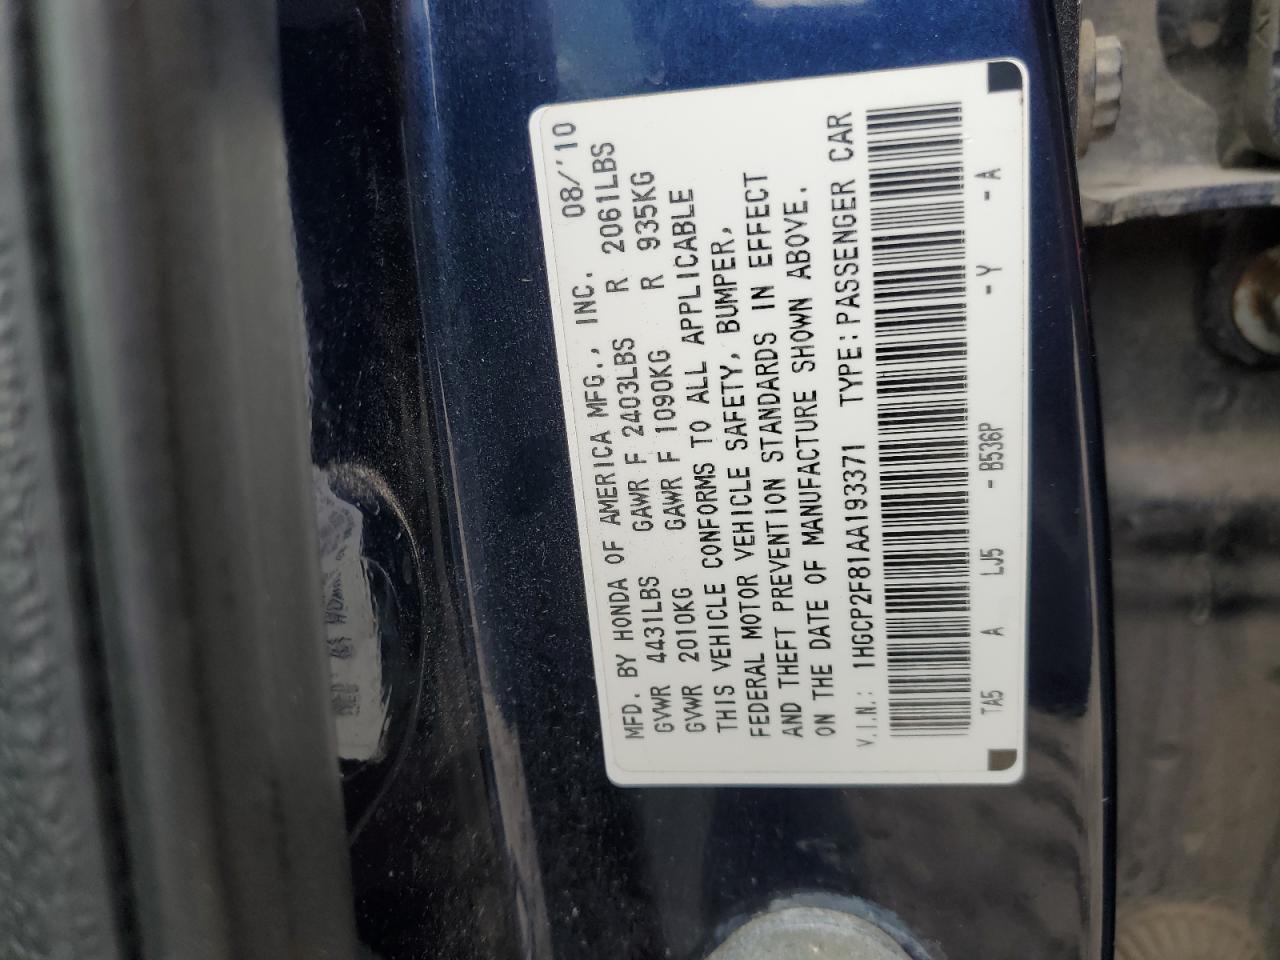 MFD. BY HONDA OF AMERICA MFG., INC. 08/'10
GVWR 4431LBS GAWR F 2403LBS R 2061LBS
GVWR 2010KG GAWR F 1090KG R 935KG
THIS VEHICLE CONFORMS TO ALL APPLICABLE
FEDERAL MOTOR VEHICLE SAFETY, BUMPER,
AND THEFT PREVENTION STANDARDS IN EFFECT
ON THE DATE OF MANUFACTURE SHOWN ABOVE.
V.I.N.: 1HGCP2F81AA193371 TYPE: PASSENGER CAR
TA5 A LJ5 - B536P - Y - A